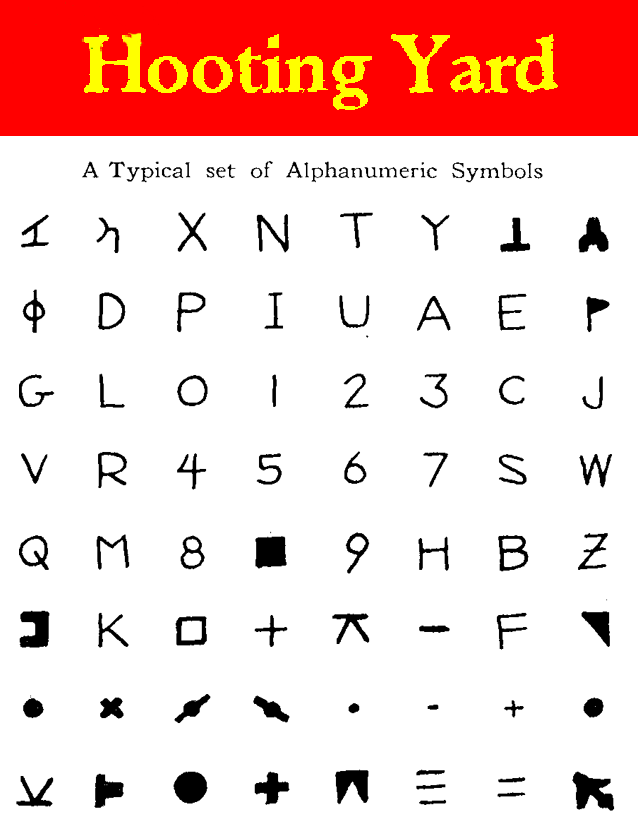 Hooting Yard
A Typical set of Alphanumeric Symbols
X N T Y
ϕ D P I U A E
G L O 1 2 3 C J
V R 4 5 6 7 S W
Q M 8 ■ 9 H B Z
K □ + − F
● ✖ • - + ●
● ✚ ☰ =